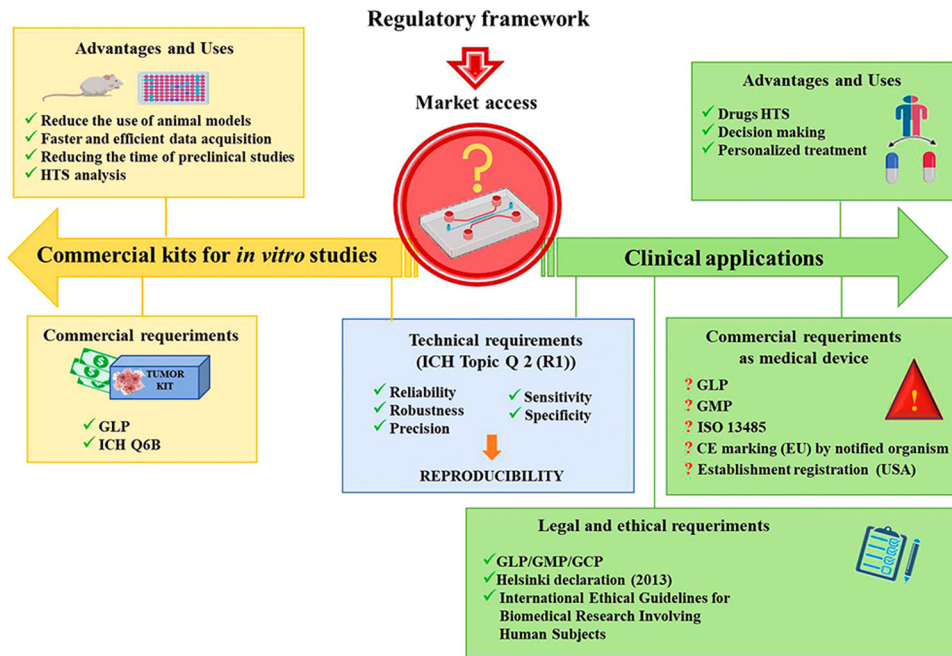 Regulatory framework
Market access
?
Advantages and Uses
✓ Reduce the use of animal models
✓ Faster and efficient data acquisition
✓ Reducing the time of preclinical studies
✓ HTS analysis
Advantages and Uses
✓ Drugs HTS
✓ Decision making
✓ Personalized treatment
Commercial kits for in vitro studies
Clinical applications
Commercial requeriments
TUMOR
KIT
✓ GLP
✓ ICH Q6B
Technical requirements
(ICH Topic Q 2 (R1))
✓ Reliability
✓ Robustness
✓ Precision
✓ Sensitivity
✓ Specificity
REPRODUCIBILITY
Commercial requeriments
as medical device
? GLP
? GMP
? ISO 13485
? CE marking (EU) by notified organism
? Establishment registration (USA)
!
Legal and ethical requeriments
✓ GLP/GMP/GCP
✓ Helsinki declaration (2013)
✓ International Ethical Guidelines for
Biomedical Research Involving
Human Subjects